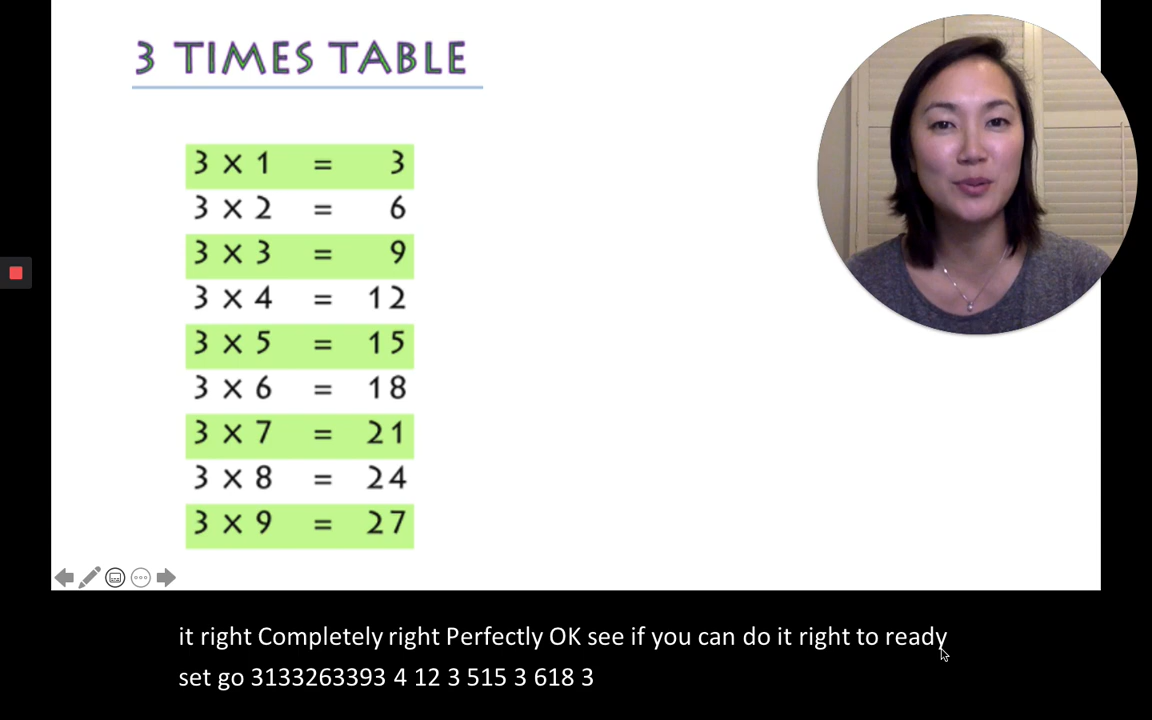 3 TIMES TABLE
3 × 1 = 3
3 × 2 = 6
3 × 3 = 9
3 × 4 = 12
3 × 5 = 15
3 × 6 = 18
3 × 7 = 21
3 × 8 = 24
3 × 9 = 27
it right Completely right Perfectly OK see if you can do it right to ready
set go 3133263393 4 12 3 515 3 618 3